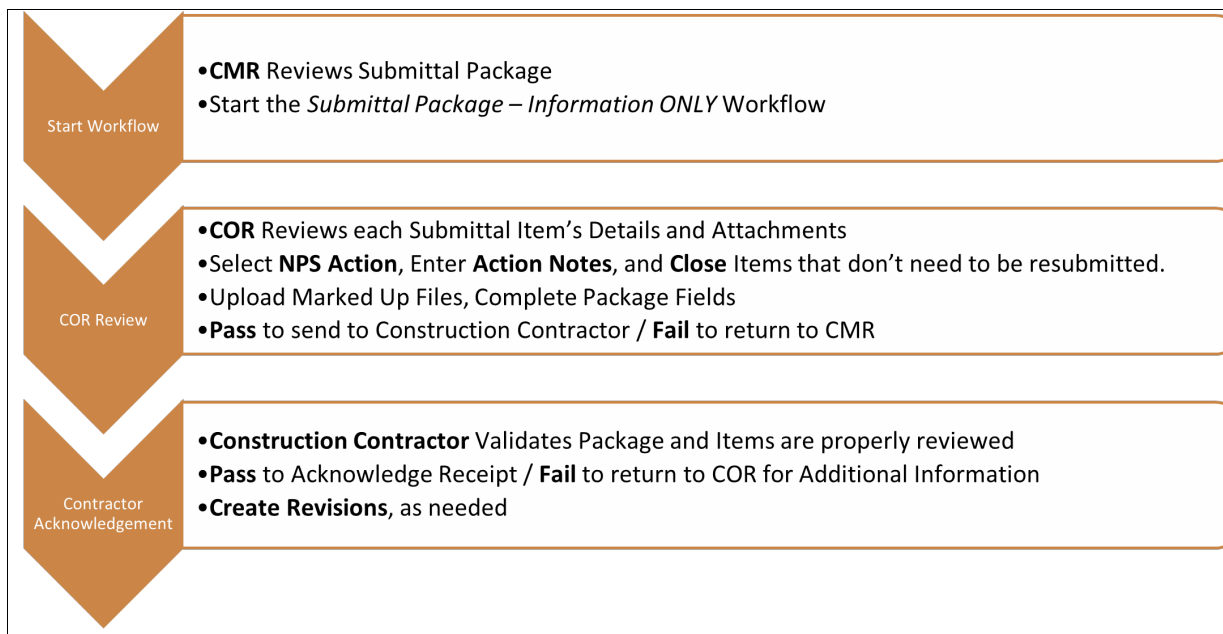 Start Workflow
•CMR Reviews Submittal Package
•Start the Submittal Package – Information ONLY Workflow
COR Review
•COR Reviews each Submittal Item’s Details and Attachments
•Select NPS Action, Enter Action Notes, and Close Items that don’t need to be resubmitted.
•Upload Marked Up Files, Complete Package Fields
•Pass to send to Construction Contractor / Fail to return to CMR
Contractor
Acknowledgement
•Construction Contractor Validates Package and Items are properly reviewed
•Pass to Acknowledge Receipt / Fail to return to COR for Additional Information
•Create Revisions, as needed